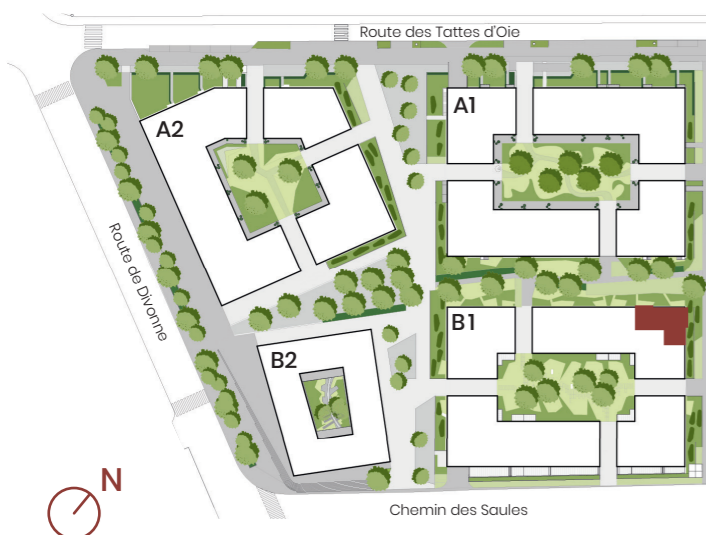 Route des Tattes d'Oie
A2
A1
Route de Divonne
B1
B2
N
Chemin des Saules